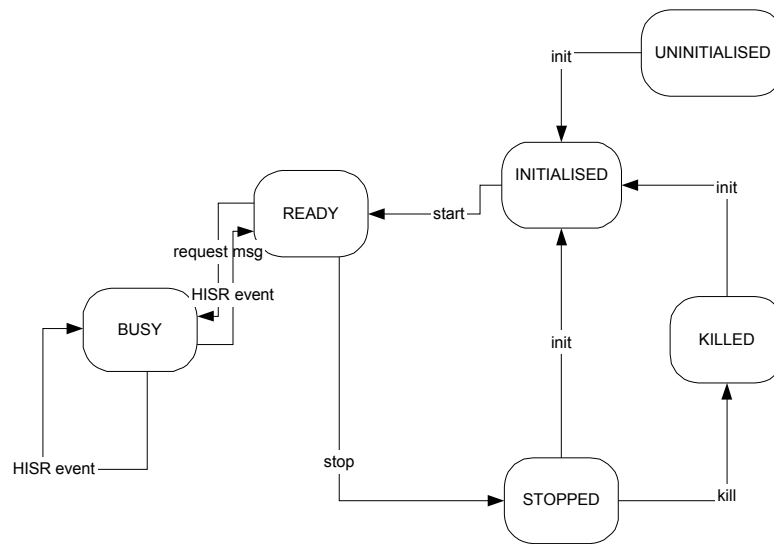 UNINITIALISED
init
INITIALISED
init
READY
start
request msg
HISR event
BUSY
init
KILLED
HISR event
stop
STOPPED
kill